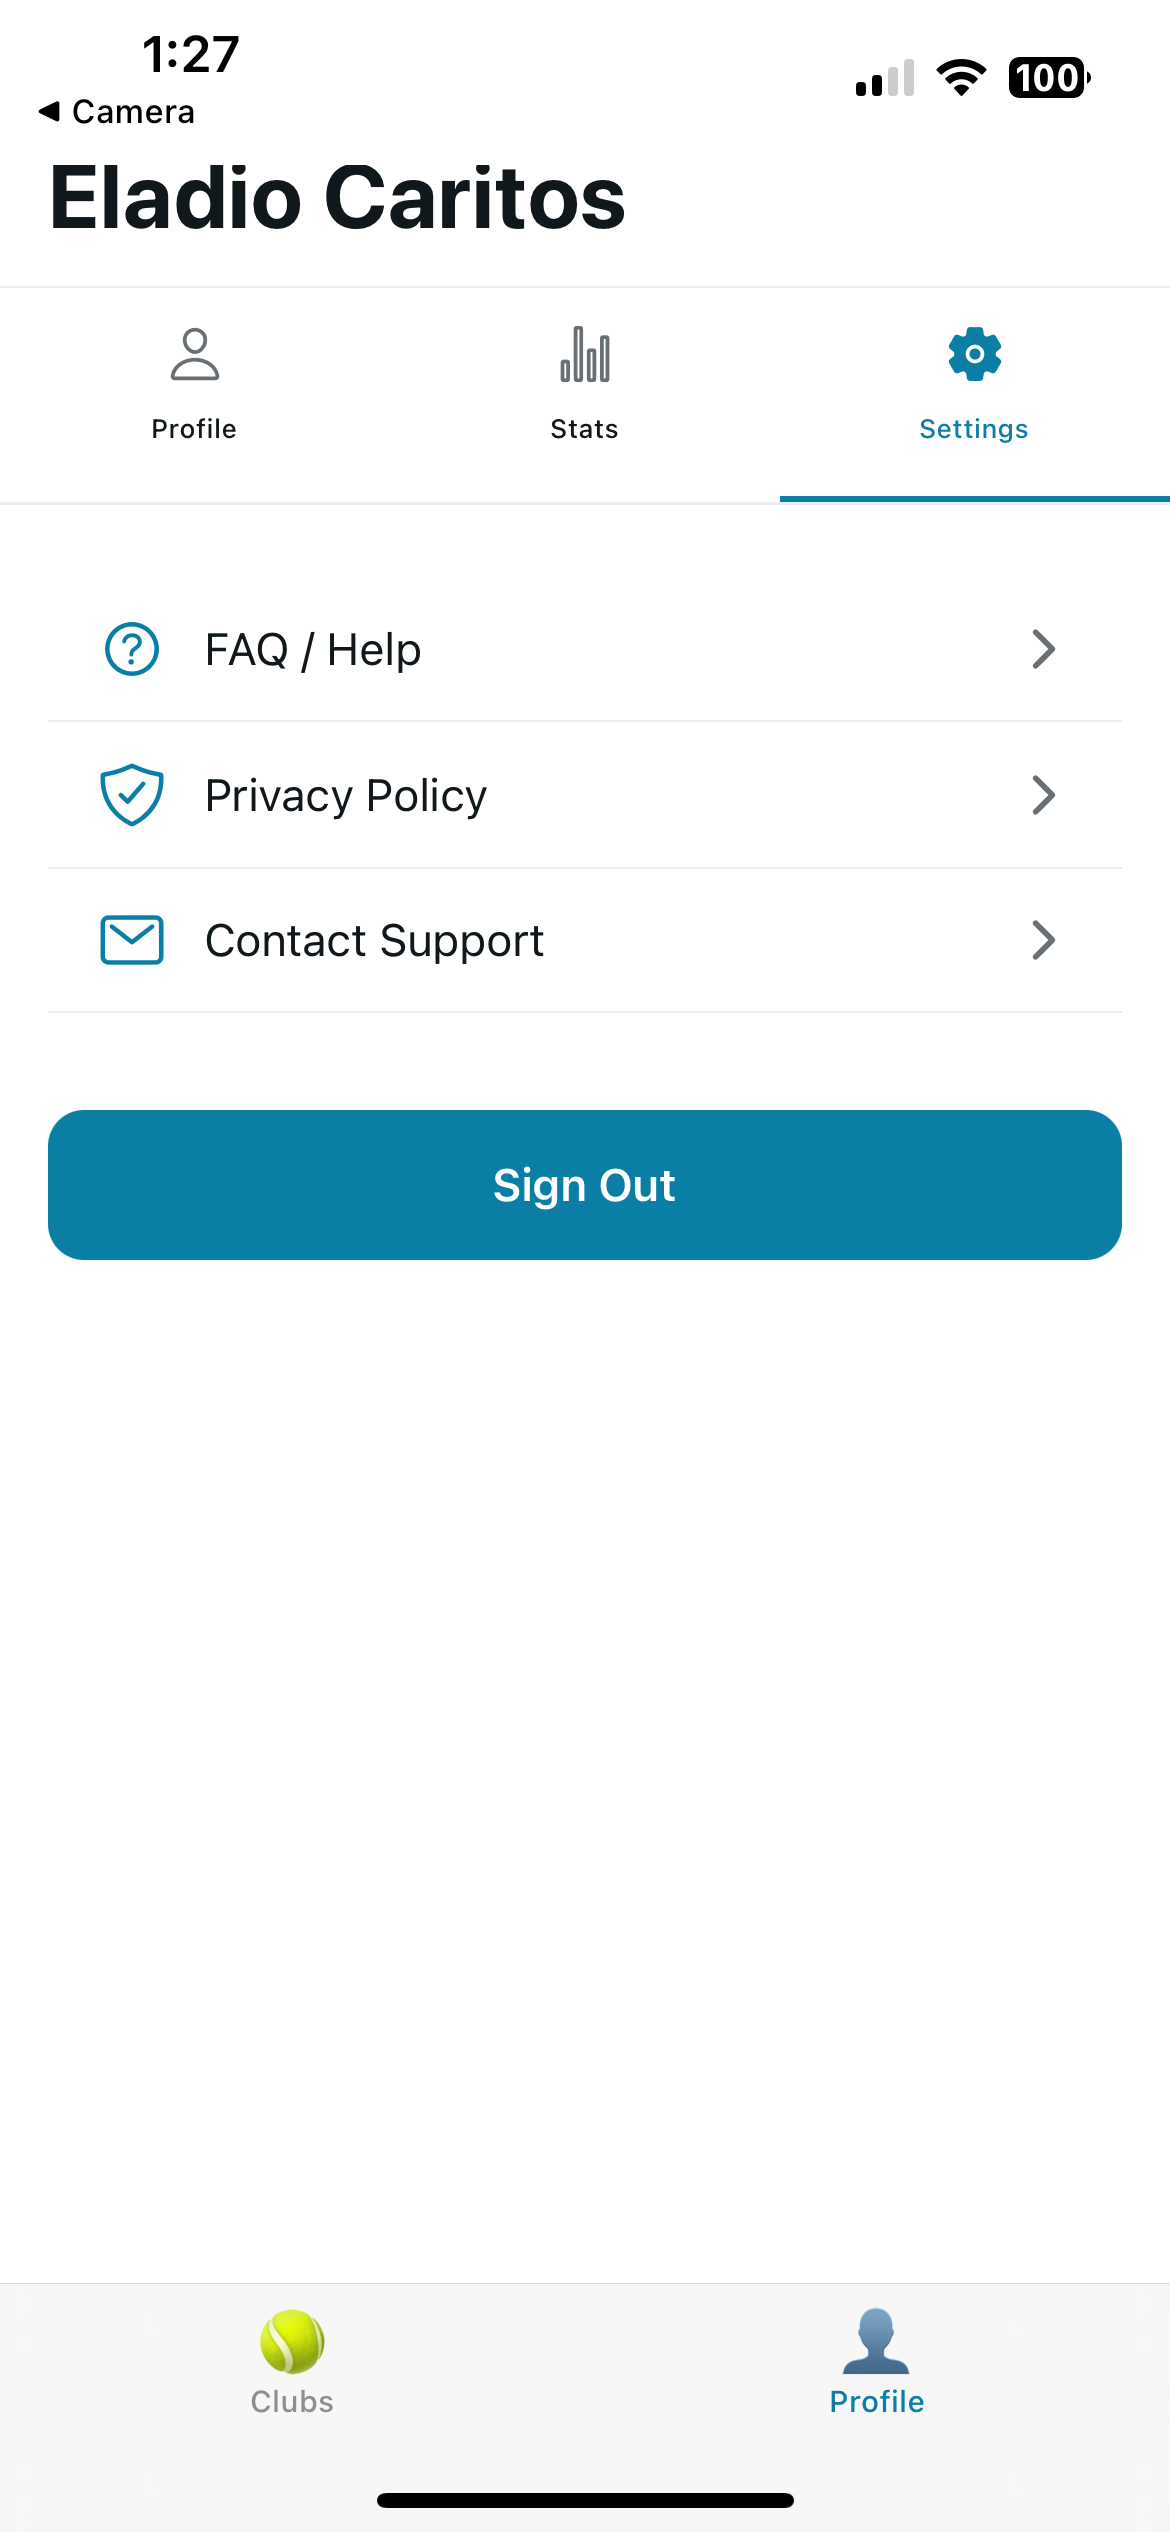 1:27
100
Camera
Eladio Caritos
Profile
Stats
Settings
FAQ / Help
Privacy Policy
Contact Support
Sign Out
Clubs
Profile